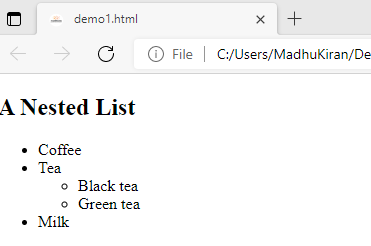 demo1.html
File C:/Users/MadhuKiran/De
A Nested List
Coffee
Tea
Black tea
Green tea
Milk